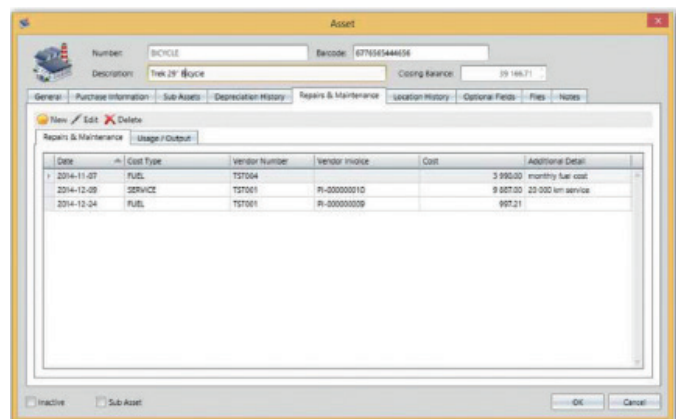 Asset
Number: BICYCLE Barcode: 6776565444656
Description: Trek 29" Bicycle Closing Balance: 39 166.71
General Purchase Information Sub Assets Depreciation History Repairs & Maintenance Location History Optional Fields Files Notes
New Edit Delete
Repairs & Maintenance Usage / Output
Date Cost Type Vendor Number Vendor Invoice Cost Additional Detail
2014-11-07 FUEL TST004 3 990.00 monthly fuel cost
2014-12-09 SERVICE TST001 PI-000000010 9 887.00 25 000 km service
2014-12-24 FUEL TST001 PI-000000009 997.21
Inactive Sub Asset OK Cancel